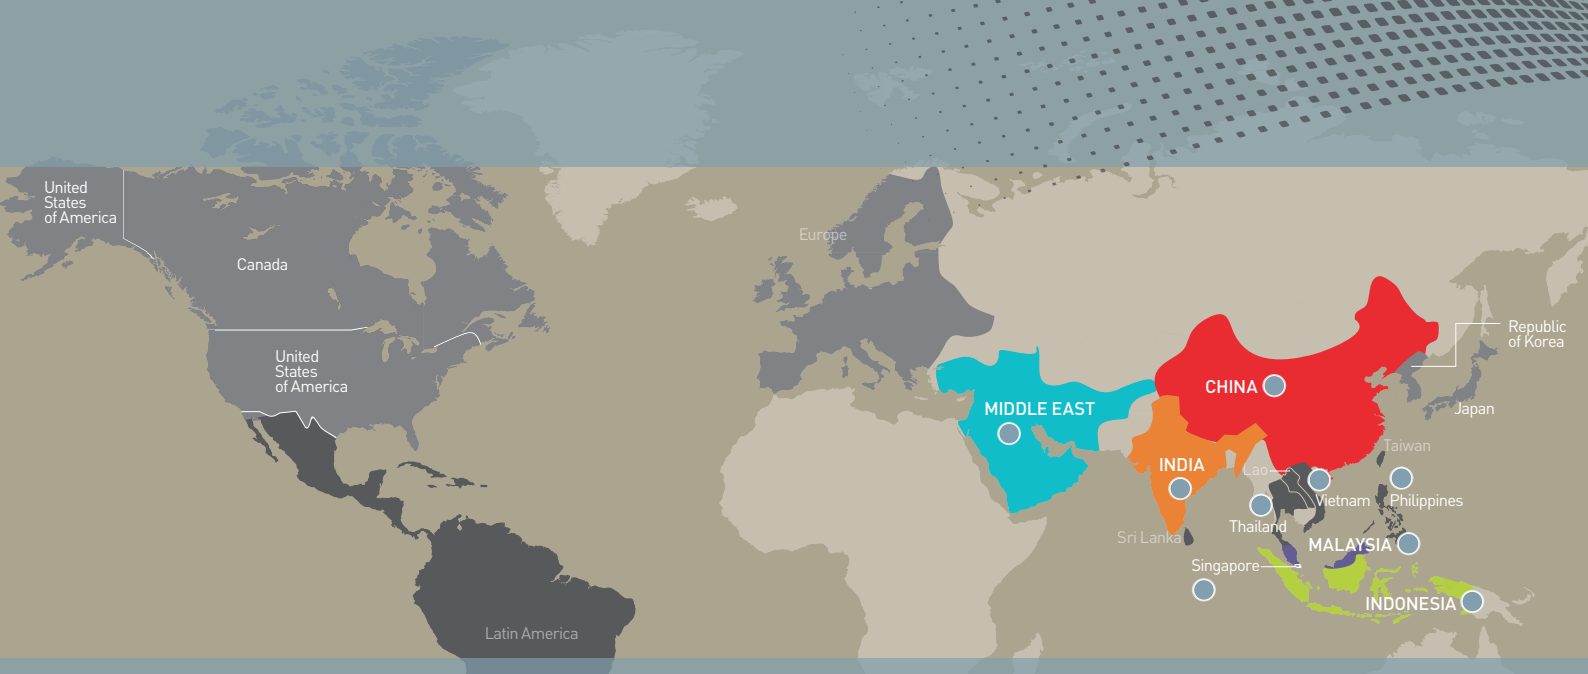 United
States
of America
Canada
United
States
of America
Latin America
Europe
MIDDLE EAST
CHINA
INDIA
Republic
of Korea
Japan
Taiwan
Lao
Vietnam
Philippines
Thailand
Sri Lanka
MALAYSIA
Singapore
INDONESIA